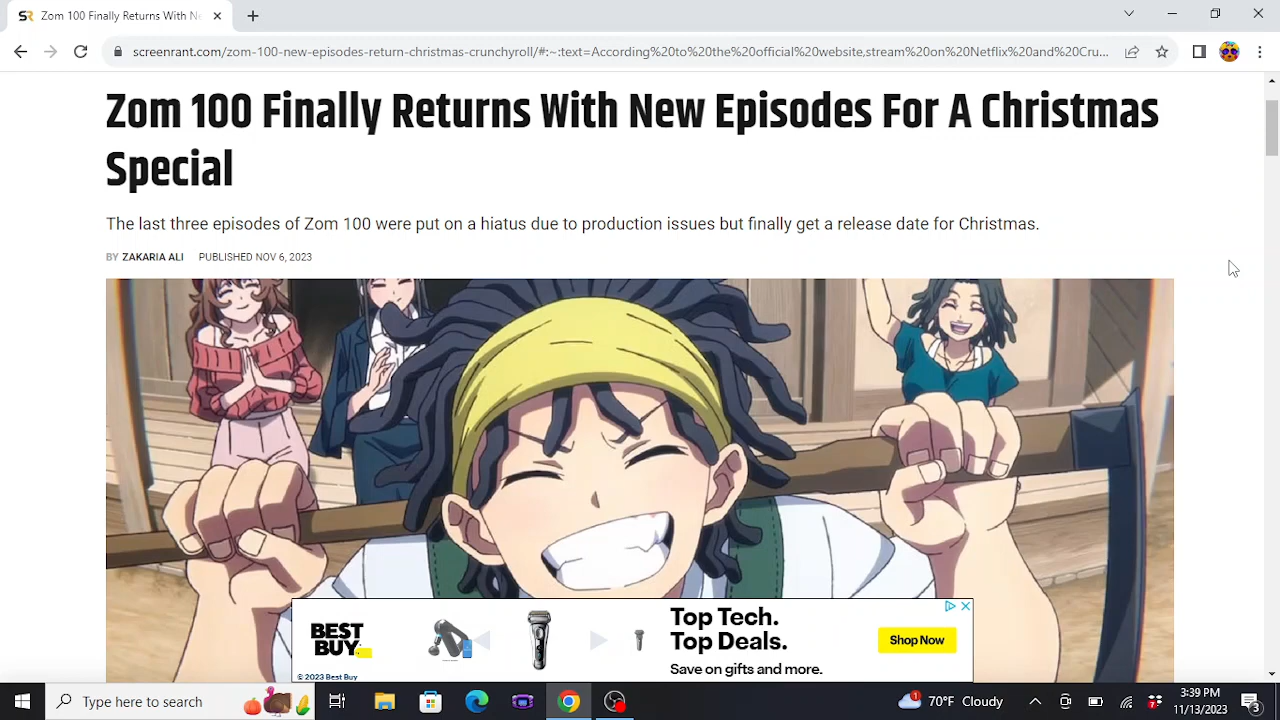 Zom 100 Finally Returns With Ne
screenrant.com/zom-100-new-episodes-return-christmas-crunchyroll/#:~:text=According%20to%20the%20official%20website,stream%20on%20Netflix%20and%20Cru...
Zom 100 Finally Returns With New Episodes For A Christmas
Special
The last three episodes of Zom 100 were put on a hiatus due to production issues but finally get a release date for Christmas.
BY ZAKARIA ALI PUBLISHED NOV 6, 2023
BEST
BUY
Top Tech.
Top Deals.
Save on gifts and more.
Shop Now
© 2023 Best Buy
Type here to search
1
70°F Cloudy
7
3:39 PM
11/13/2023
3